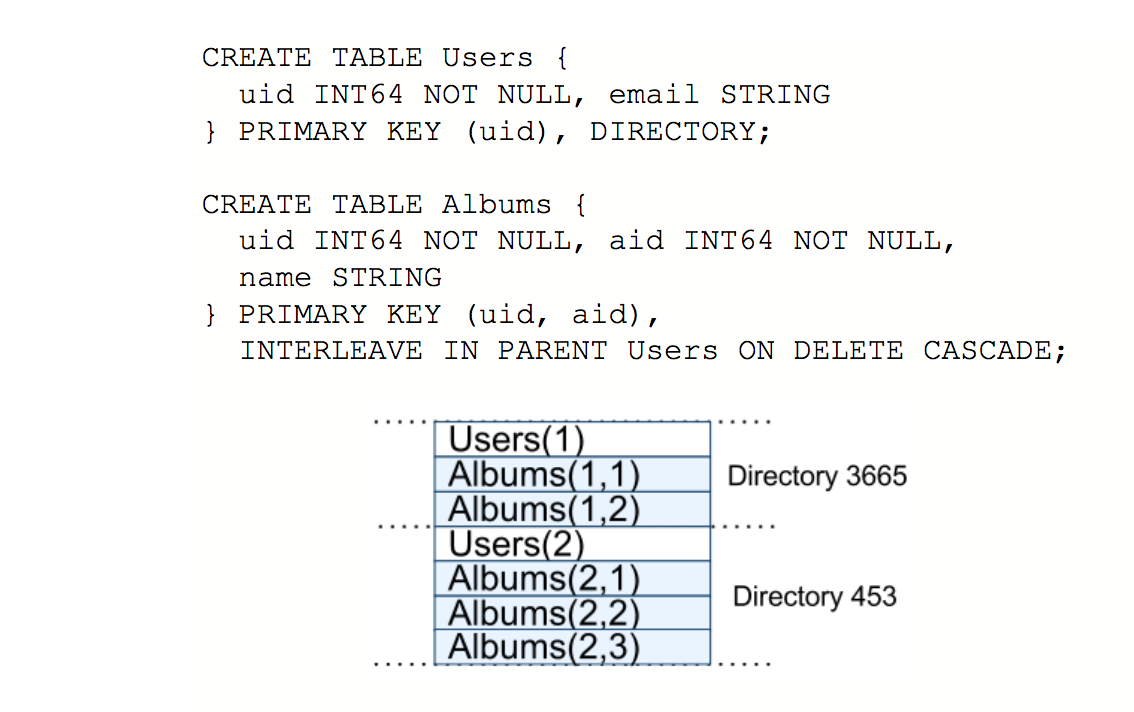 CREATE TABLE Users {
uid INT64 NOT NULL, email STRING
} PRIMARY KEY (uid), DIRECTORY;
CREATE TABLE Albums {
uid INT64 NOT NULL, aid INT64 NOT NULL,
name STRING
} PRIMARY KEY (uid, aid),
INTERLEAVE IN PARENT Users ON DELETE CASCADE;
Users(1)
Albums(1,1)
Directory 3665
Albums(1,2)
Users(2)
Albums(2,1)
Directory 453
Albums(2,2)
Albums(2,3)